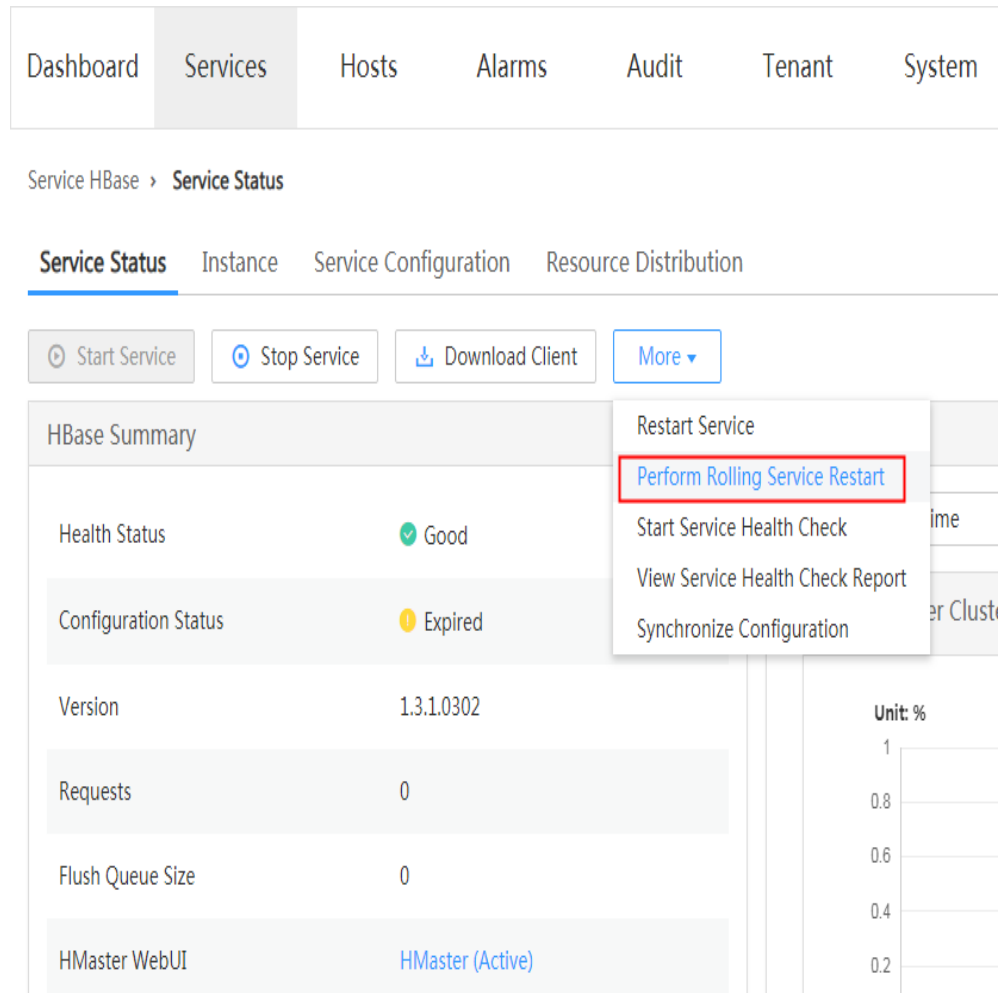 Dashboard Services Hosts Alarms Audit Tenant System
Service HBase › Service Status
Service Status Instance Service Configuration Resource Distribution
Start Service Stop Service Download Client More
Restart Service
Perform Rolling Service Restart
Start Service Health Check
View Service Health Check Report
Synchronize Configuration
HBase Summary
Health Status Good
Configuration Status Expired
Version 1.3.1.0302
Requests 0
Flush Queue Size 0
HMaster WebUI HMaster (Active)
Unit: %
1
0.8
0.6
0.4
0.2